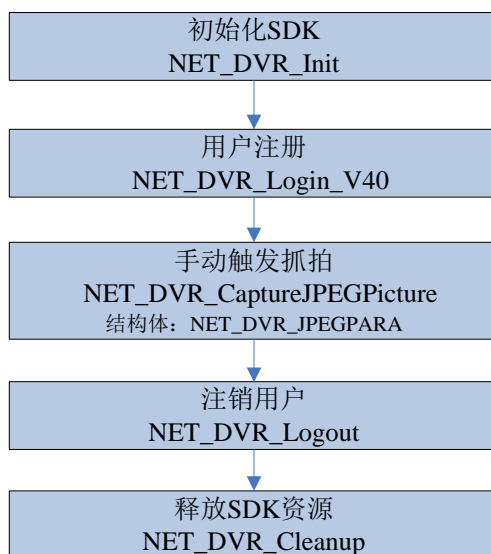 初始化SDK
NET_DVR_Init
用户注册
NET_DVR_Login_V40
手动触发抓拍
NET_DVR_CaptureJPEGPicture
结构体：NET_DVR_JPEGPARA
注销用户
NET_DVR_Logout
释放SDK资源
NET_DVR_Cleanup